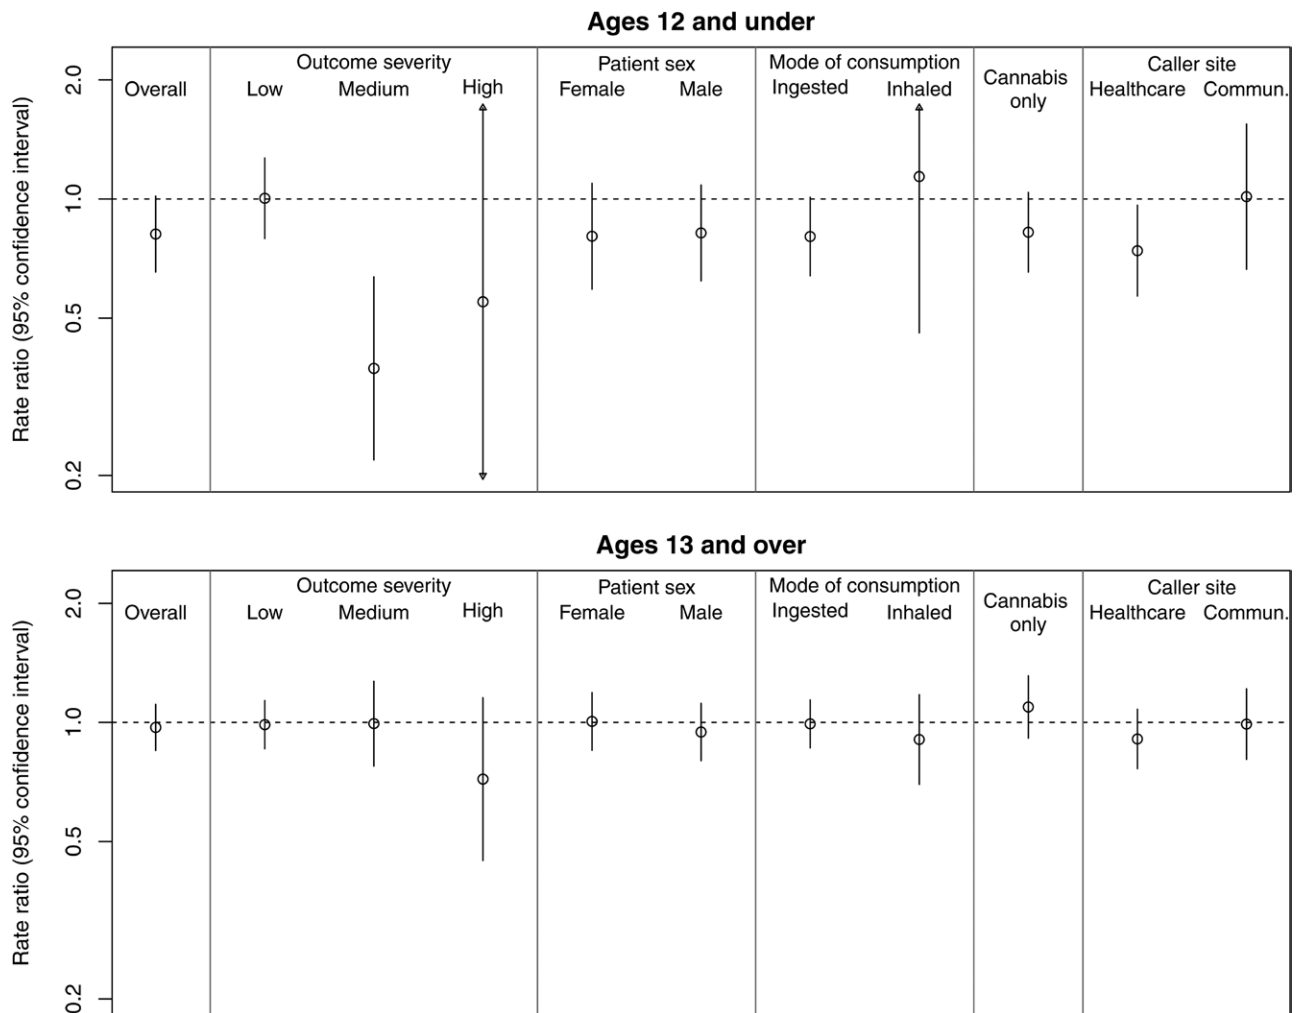 Ages 12 and under
Rate ratio (95% confidence interval)
2.0
1.0
0.5
0.2
Overall
Outcome severity
Low Medium High
Patient sex
Female Male
Mode of consumption
Ingested Inhaled
Cannabis
only
Caller site
Healthcare Commun.
Ages 13 and over
Rate ratio (95% confidence interval)
2.0
1.0
0.5
0.2
Overall
Outcome severity
Low Medium High
Patient sex
Female Male
Mode of consumption
Ingested Inhaled
Cannabis
only
Caller site
Healthcare Commun.